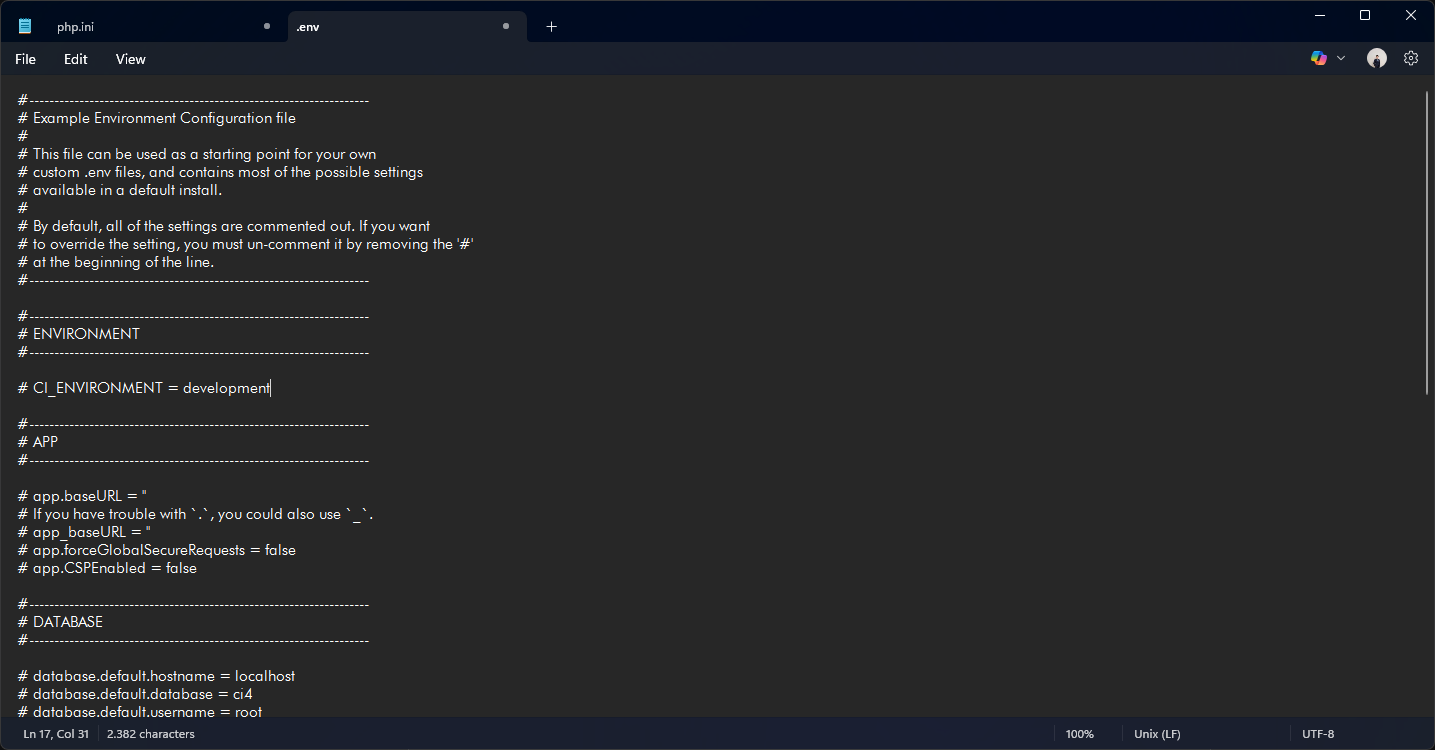 php.ini
.env
File Edit View
#--------------------------------------------------------------------
# Example Environment Configuration file
#
# This file can be used as a starting point for your own
# custom .env files, and contains most of the possible settings
# available in a default install.
#
# By default, all of the settings are commented out. If you want
# to override the setting, you must un-comment it by removing the '#'
# at the beginning of the line.
#--------------------------------------------------------------------
#--------------------------------------------------------------------
# ENVIRONMENT
#--------------------------------------------------------------------
# CI_ENVIRONMENT = development
#--------------------------------------------------------------------
# APP
#--------------------------------------------------------------------
# app.baseURL = ''
# If you have trouble with `.`, you could also use `_`.
# app_baseURL = ''
# app.forceGlobalSecureRequests = false
# app.CSPEnabled = false
#--------------------------------------------------------------------
# DATABASE
#--------------------------------------------------------------------
# database.default.hostname = localhost
# database.default.database = ci4
# database.default.username = root
Ln 17, Col 31 2.382 characters 100% Unix (LF) UTF-8